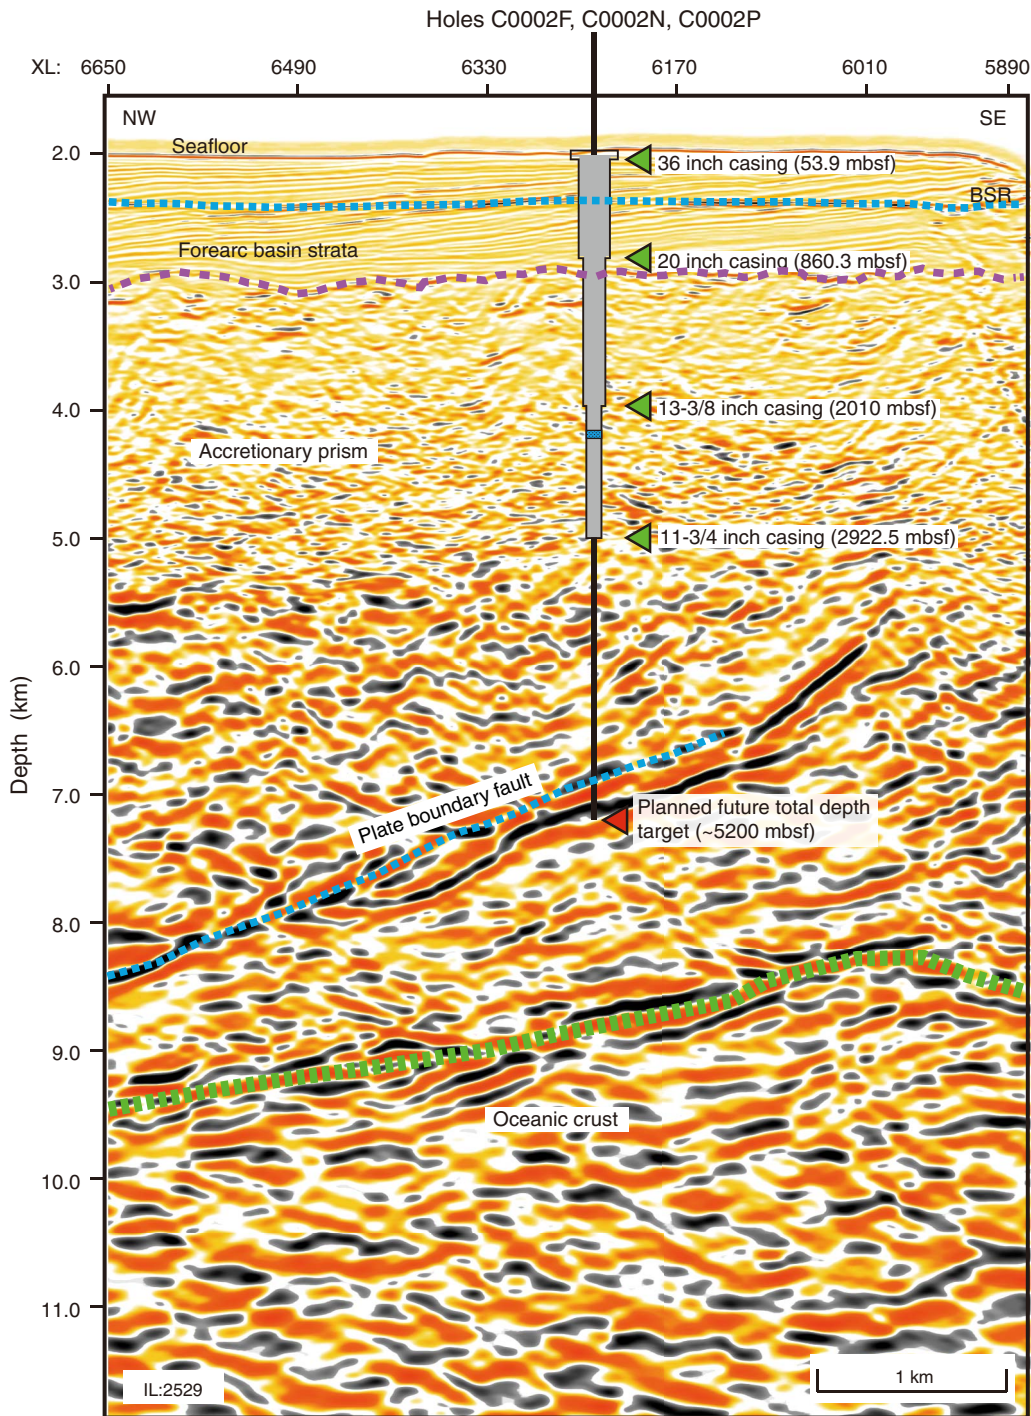 Holes C0002F, C0002N, C0002P
XL: 6650 6490 6330 6170 6010 5890
NW SE
Seafloor
2.0
36 inch casing (53.9 mbsf)
BSR
Forearc basin strata
20 inch casing (860.3 mbsf)
3.0
4.0
13-3/8 inch casing (2010 mbsf)
Accretionary prism
5.0
11-3/4 inch casing (2922.5 mbsf)
6.0
Depth (km)
7.0
Plate boundary fault
Planned future total depth
target (~5200 mbsf)
8.0
9.0
Oceanic crust
10.0
11.0
1 km
IL:2529